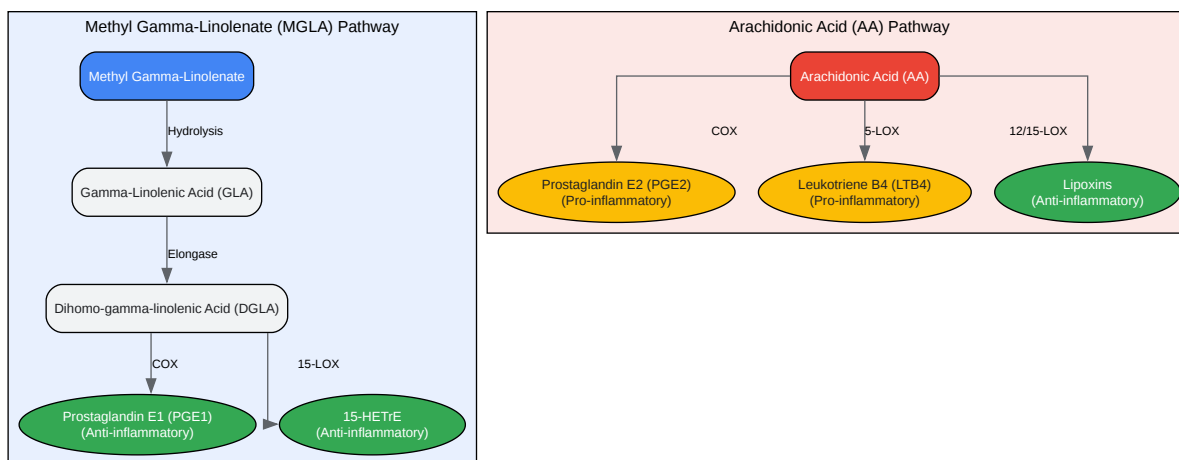 Methyl Gamma-Linolenate (MGLA) Pathway
Methyl Gamma-Linolenate
Hydrolysis
Gamma-Linolenic Acid (GLA)
Elongase
Dihomo-gamma-linolenic Acid (DGLA)
COX
15-LOX
Prostaglandin E1 (PGE1)
(Anti-inflammatory)
15-HETrE
(Anti-inflammatory)
Arachidonic Acid (AA) Pathway
Arachidonic Acid (AA)
COX
5-LOX
12/15-LOX
Prostaglandin E2 (PGE2)
(Pro-inflammatory)
Leukotriene B4 (LTB4)
(Pro-inflammatory)
Lipoxins
(Anti-inflammatory)